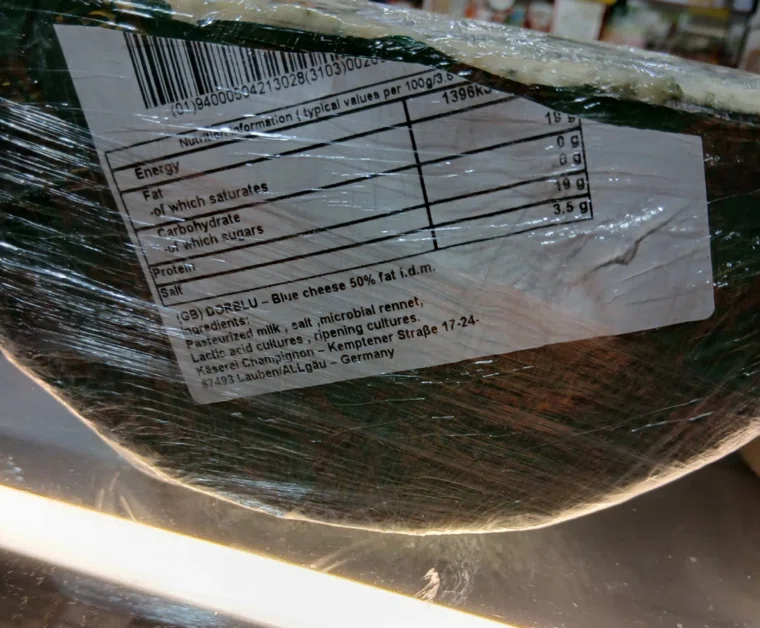 (01)94000504213028(3103)0020
Nutrition information ( typical values per 100g/3.5
Energy 1396kJ
Fat
-of which saturates 19 g
Carbohydrate 0 g
-of which sugars 0 g
Protein 19 g
Salt 3,5 g
(GB) DORBLU - Blue cheese 50% fat i.d.m.
Ingredients:
Pasteurized milk , salt ,microbial rennet,
Lactic acid cultures , ripening cultures.
Käserei Champignon - Kemptener Straße 17-24-
87493 Lauben/ALLgäu - Germany